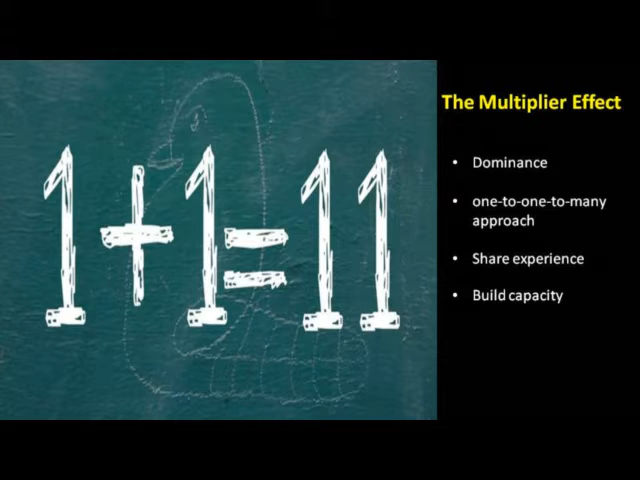 1+1=11
The Multiplier Effect
• Dominance
• one-to-one-to-many
approach
• Share experience
• Build capacity